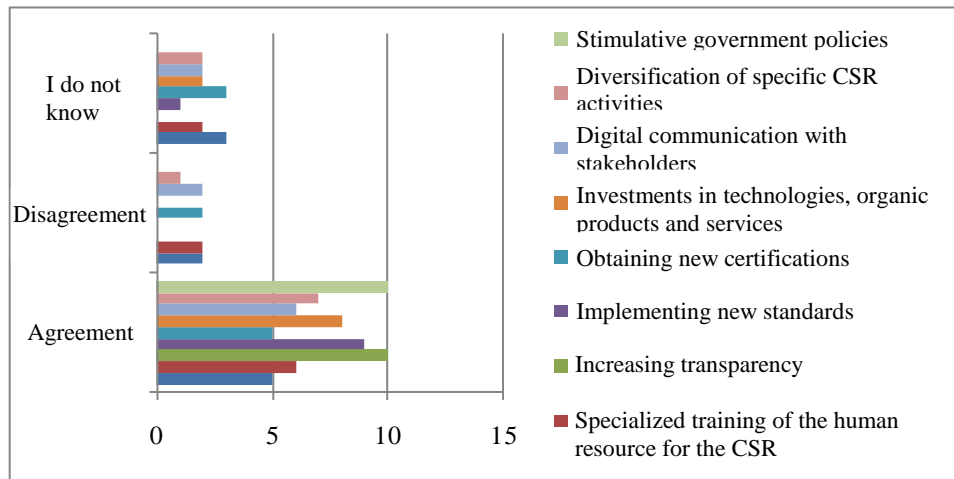 I do not
know
Disagreement
Agreement
0
5
10
15
Stimulative government policies
Diversification of specific CSR
activities
Digital communication with
stakeholders
Investments in technologies, organic
products and services
Obtaining new certifications
Implementing new standards
Increasing transparency
Specialized training of the human
resource for the CSR